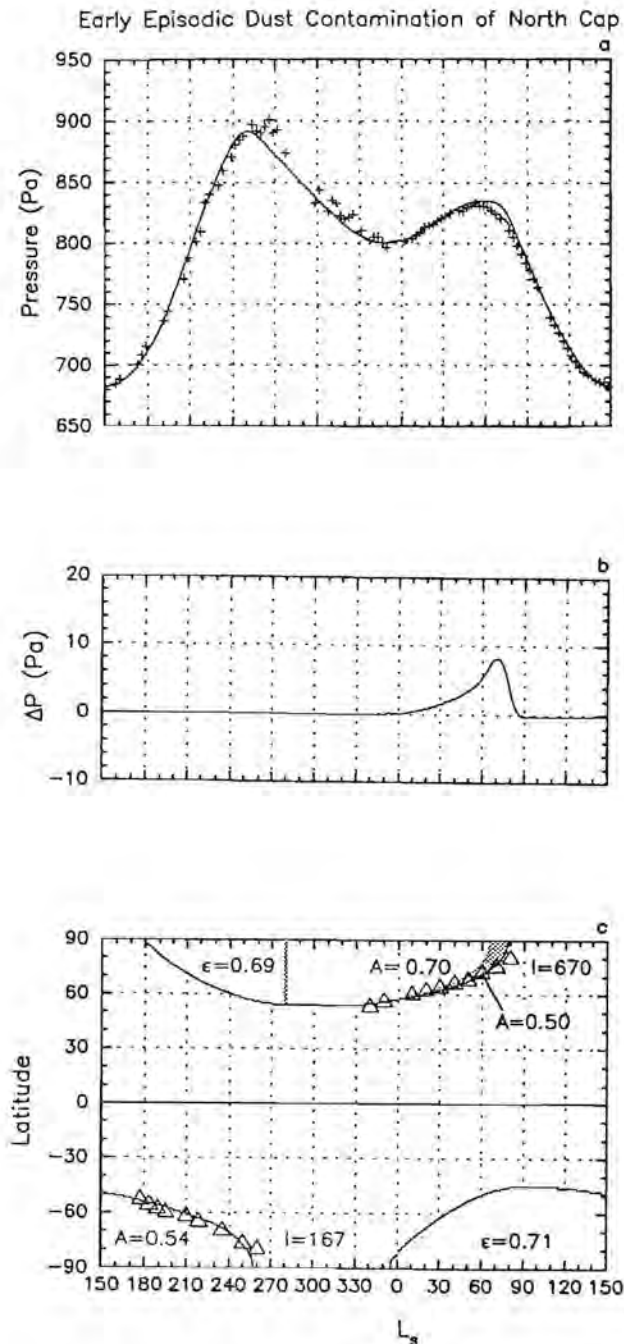 Early Episodic Dust Contamination of North Cap
a
950
900
850
800
750
700
650
Pressure (Pa)
b
20
10
0
−10
ΔP (Pa)
c
90
60
30
0
−30
−60
−90
Latitude
ε=0.69
A=0.70
I=670
A=0.50
A=0.54
I=167
ε=0.71
150 180 210 240 270 300 330 0 30 60 90 120 150
L_s